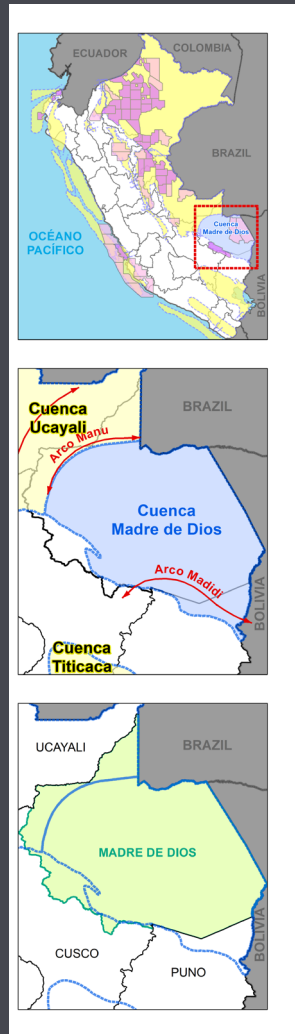 ECUADOR
COLOMBIA
BRAZIL
Cuenca
Madre de Dios
OCÉANO
PACÍFICO
BOLIVIA
Cuenca
Ucayali
BRAZIL
Arco Manu
Cuenca
Madre de Dios
Arco Madidi
BOLIVIA
Cuenca
Titicaca
UCAYALI
BRAZIL
MADRE DE DIOS
BOLIVIA
CUSCO
PUNO